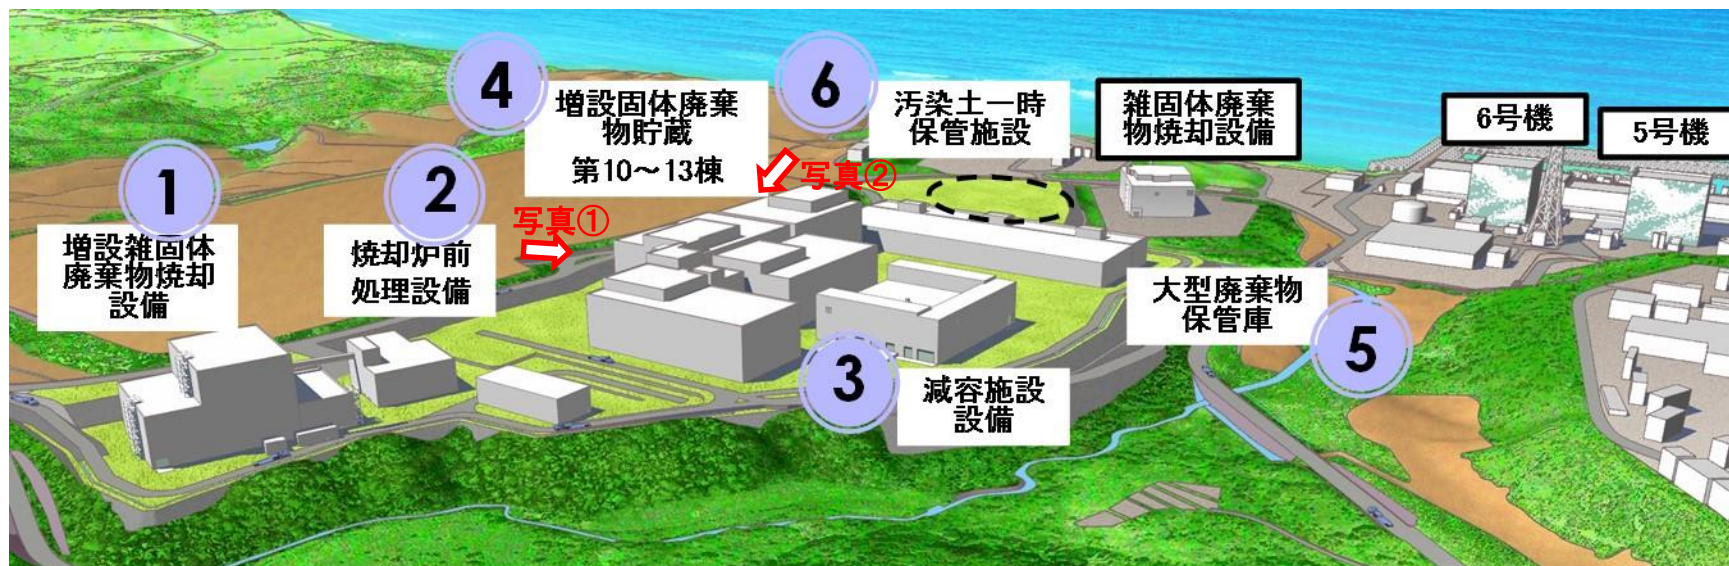 4
増設固体廃棄
物貯蔵
第10～13棟
6
汚染土一時
保管施設
雑固体廃棄
物焼却設備
6号機
5号機
1
増設雑固体
廃棄物焼却
設備
2
焼却炉前
処理設備
写真①
写真②
大型廃棄物
保管庫
5
3
減容施設
設備